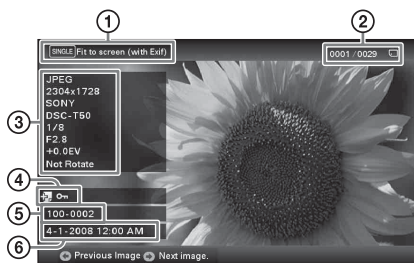 1
2
SINGLE Fit to screen (with Exif)
0001/0029
3
JPEG
2304x1728
SONY
DSC-T50
1/8
F2.8
+0.0EV
Not Rotate
4
5
100-0002
6
4-1-2008 12:00 AM
Previous Image Next image.